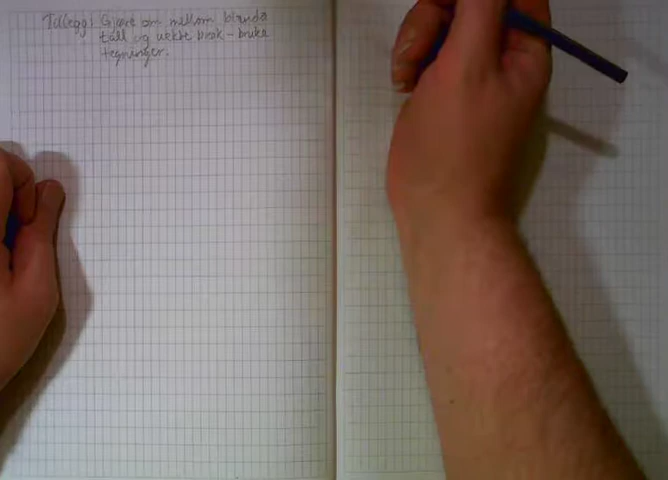 Tillegg) Gjøre om mellom blanda
tall og uekte brøk - bruke
tegninger.